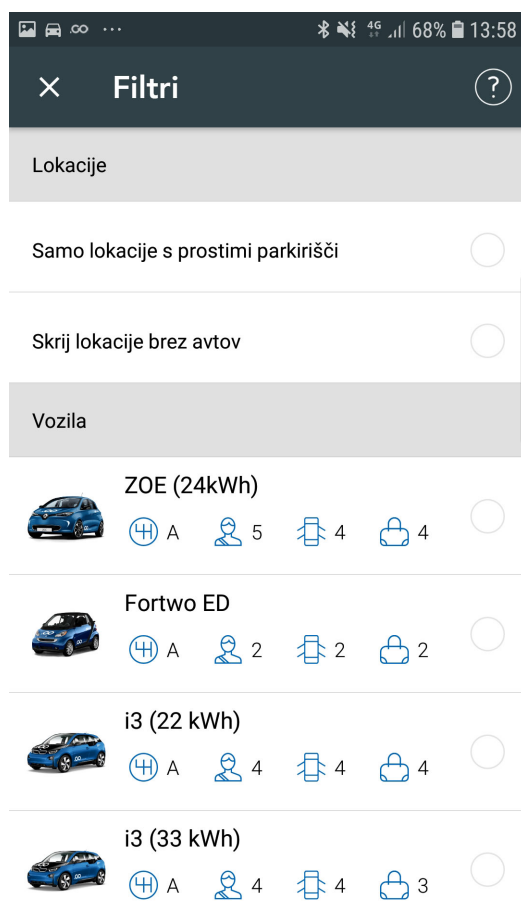 4G 68% 13:58
Filtri ?
Lokacije
Samo lokacije s prostimi parkirišči
Skrij lokacije brez avtov
Vozila
ZOE (24kWh)
A 5 4 4
Fortwo ED
A 2 2 2
i3 (22 kWh)
A 4 4 4
i3 (33 kWh)
A 4 4 3